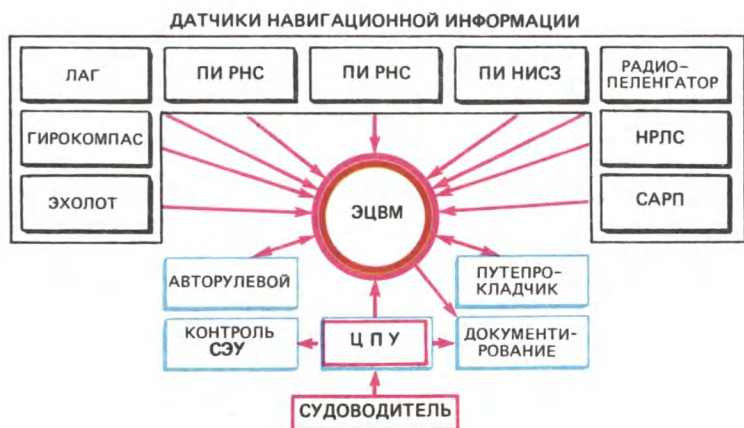 ДАТЧИКИ НАВИГАЦИОННОЙ ИНФОРМАЦИИ
ЛАГ
ПИ РНС
ПИ РНС
ПИ НИСЗ
РАДИО-
ПЕЛЕНГАТОР
ГИРОКОМПАС
НРЛС
ЭХОЛОТ
ЭЦВМ
САРП
АВТОРУЛЕВОЙ
ПУТЕПРО-
КЛАДЧИК
КОНТРОЛЬ
СЭУ
ЦПУ
ДОКУМЕНТИ-
РОВАНИЕ
СУДОВОДИТЕЛЬ